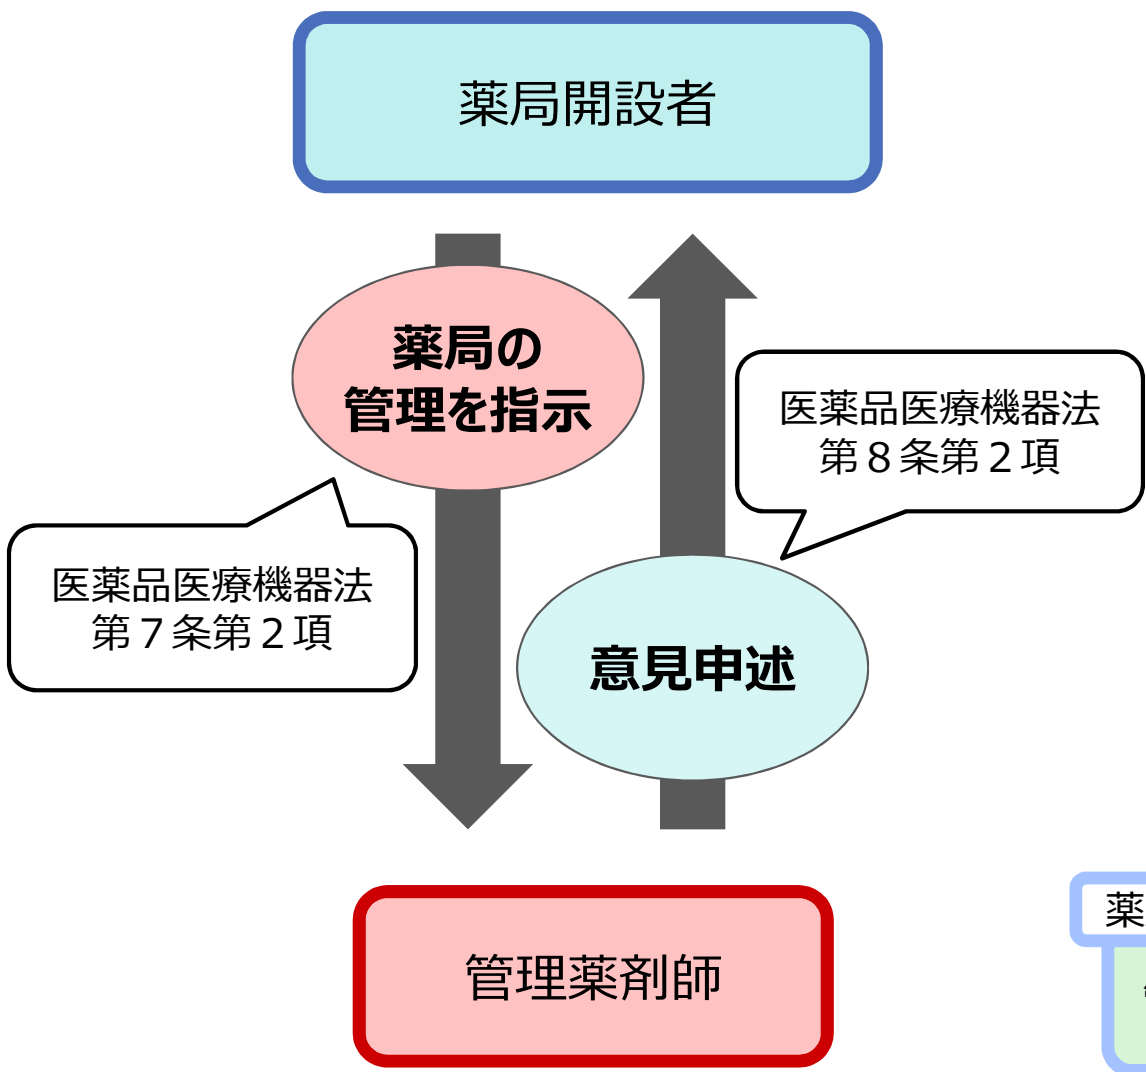 薬局開設者
薬局の
管理を指示
医薬品医療機器法
第８条第２項
医薬品医療機器法
第７条第２項
意見申述
管理薬剤師
薬